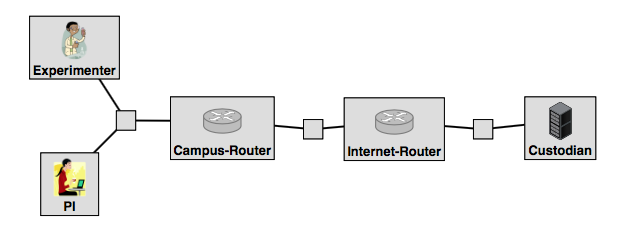 Experimenter
Campus-Router
Internet-Router
Custodian
PI